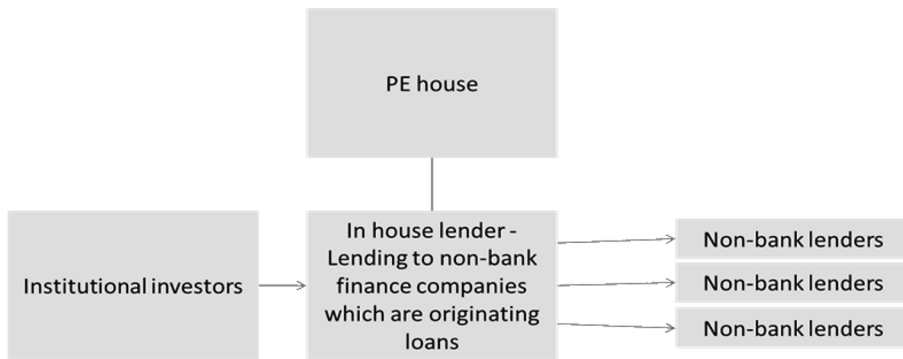 PE house
Institutional investors
In house lender -
Lending to non-bank
finance companies
which are originating
loans
Non-bank lenders
Non-bank lenders
Non-bank lenders